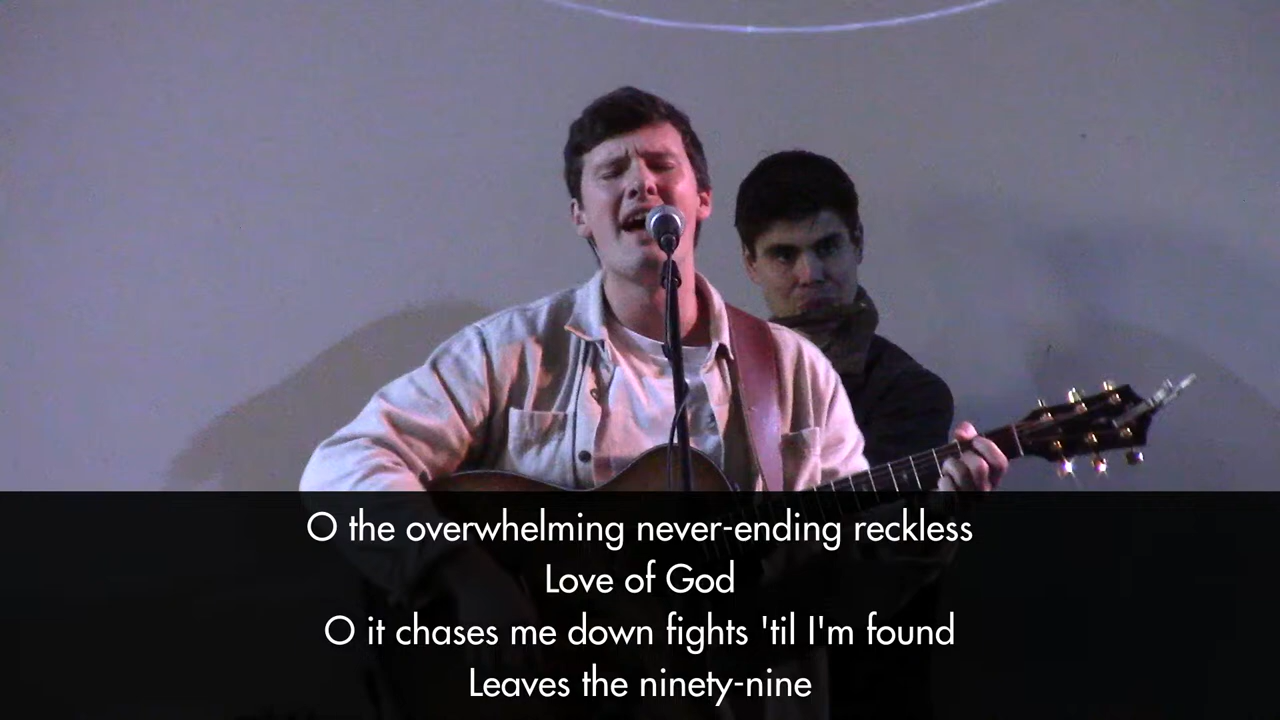 O the overwhelming never-ending reckless
Love of God
O it chases me down fights 'til I'm found
Leaves the ninety-nine